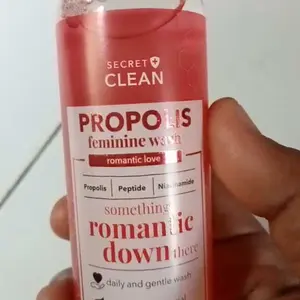 SECRET
CLEAN
PROPOLIS
feminine wash
romantic love
Propolis | Peptide | Niacinamide
something
romantic
down there
daily and gentle wash